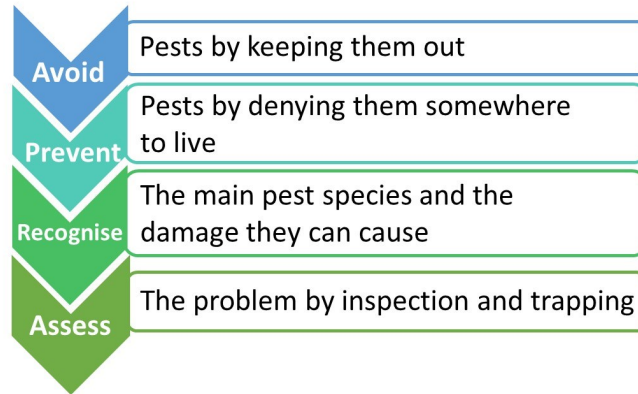 Avoid
Pests by keeping them out
Prevent
Pests by denying them somewhere
to live
Recognise
The main pest species and the
damage they can cause
Assess
The problem by inspection and trapping